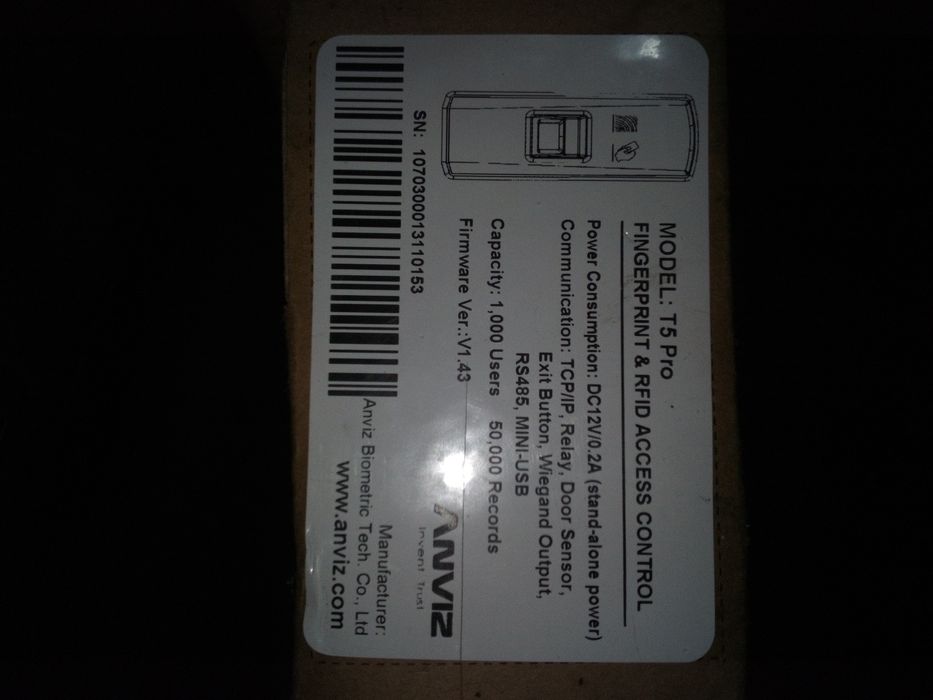 MODEL: T5 Pro
FINGERPRINT & RFID ACCESS CONTROL
Power Consumption: DC12V/0.2A (stand-alone power)
Communication: TCP/IP, Relay, Door Sensor,
Exit Button, Wiegand Output,
RS485, MINI-USB
Capacity: 1,000 Users 50,000 Records
Firmware Ver.:V1.43
ANVIZ
Invent Trust
SN: 1070300013110153
Manufacturer:
Anviz Biometric Tech. Co., Ltd
www.anviz.com